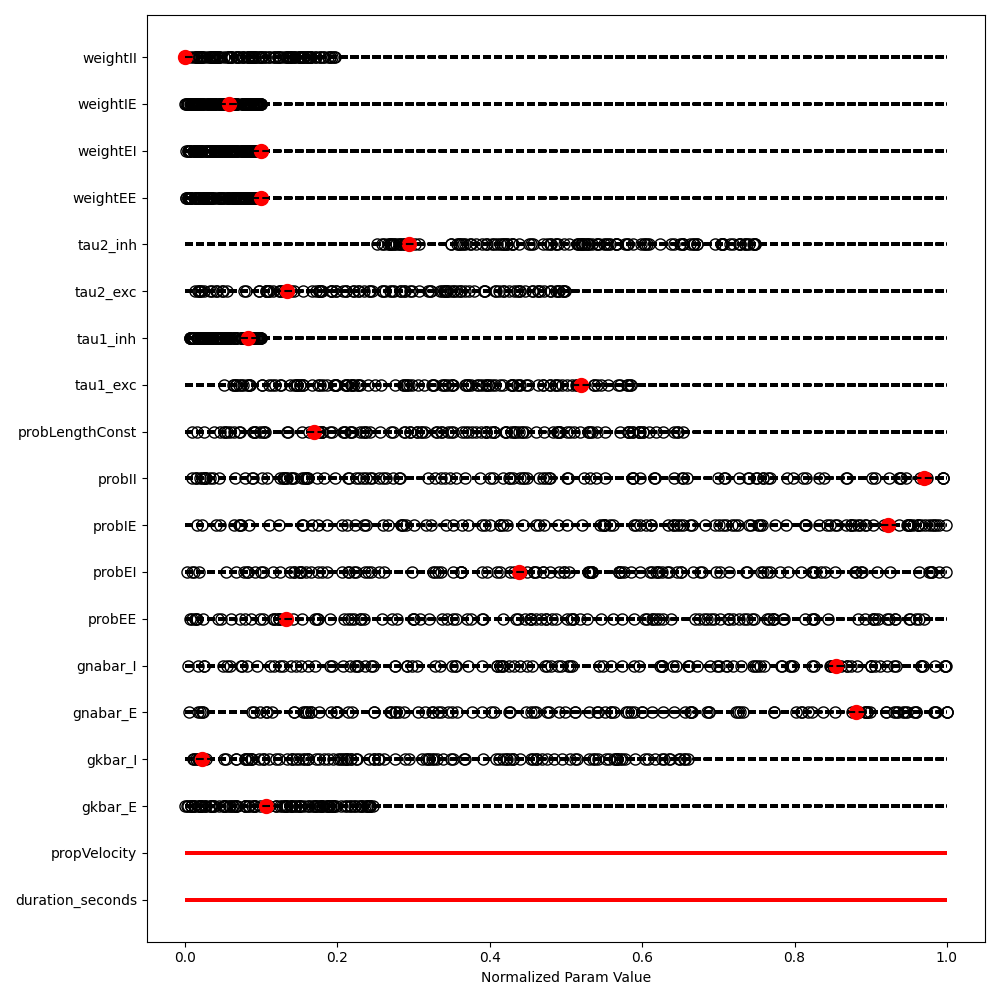 weightII
weightIE
weightEI
weightEE
tau2_inh
tau2_exc
tau1_inh
tau1_exc
probLengthConst
probII
probIE
probEI
probEE
gnabar_I
gnabar_E
gkbar_I
gkbar_E
propVelocity
duration_seconds
0.0 0.2 0.4 0.6 0.8 1.0
Normalized Param Value